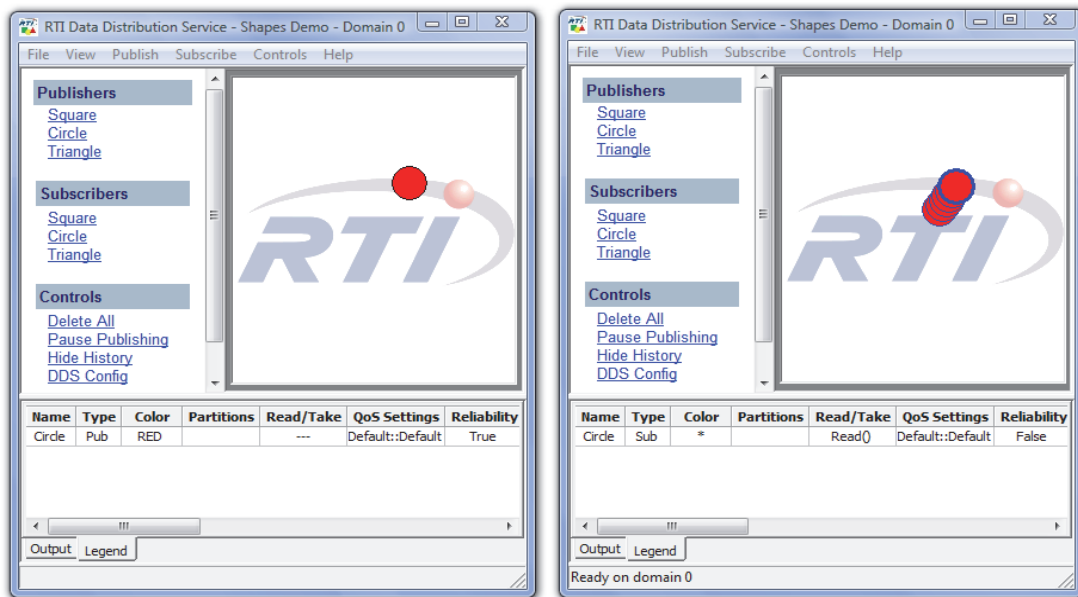 RTI Data Distribution Service - Shapes Demo - Domain 0
File View Publish Subscribe Controls Help
Publishers
Square
Circle
Triangle
Subscribers
Square
Circle
Triangle
Controls
Delete All
Pause Publishing
Hide History
DDS Config
RTI
Name Type Color Partitions Read/Take QoS Settings Reliability
Circle Pub RED --- Default::Default True
Output Legend
RTI Data Distribution Service - Shapes Demo - Domain 0
File View Publish Subscribe Controls Help
Publishers
Square
Circle
Triangle
Subscribers
Square
Circle
Triangle
Controls
Delete All
Pause Publishing
Hide History
DDS Config
RTI
Name Type Color Partitions Read/Take QoS Settings Reliability
Circle Sub * Read() Default::Default False
Output Legend
Ready on domain 0